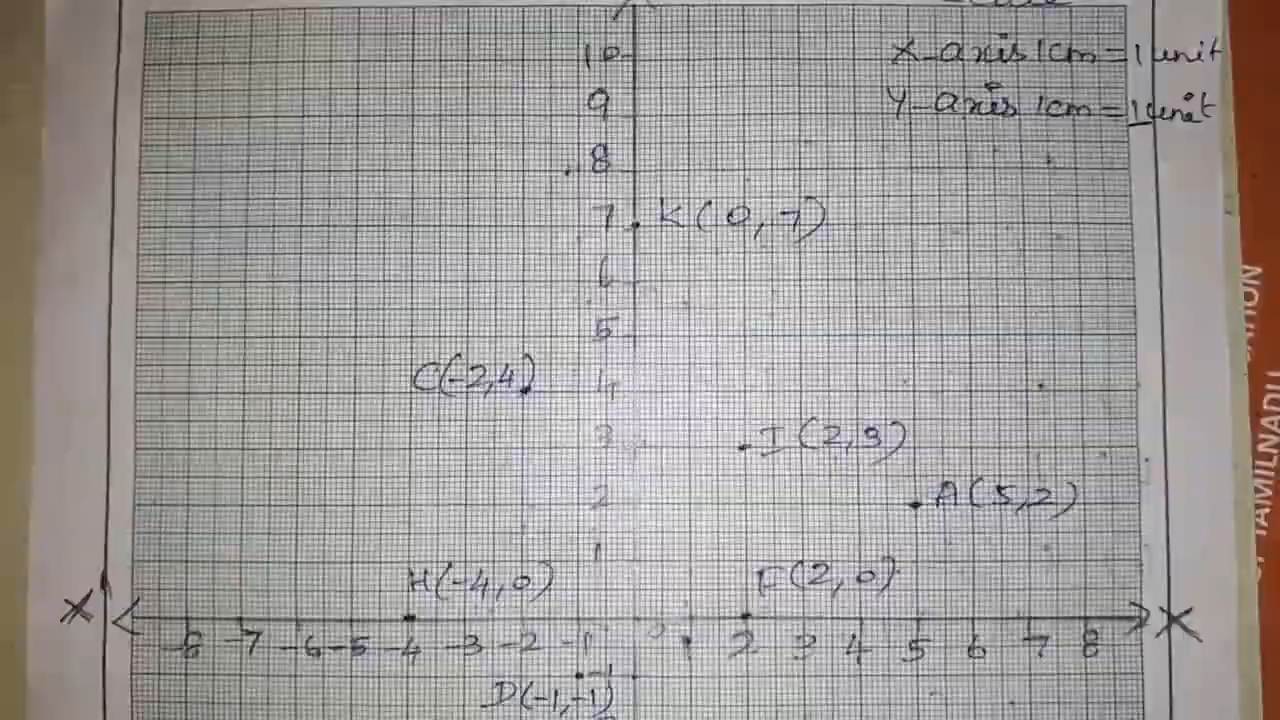 X-axis 1cm = 1 unit
Y-axis 1cm = 1 unit
10
9
8
7 K(0,7)
6
5
C(-2,4) 4
3 I(2,3)
2 A(5,2)
1
H(-4,0) F(2,0)
X X
-8 -7 -6 -5 -4 -3 -2 -1 0 1 2 3 4 5 6 7 8
-1
D(-1,-1)
TAMILNADU